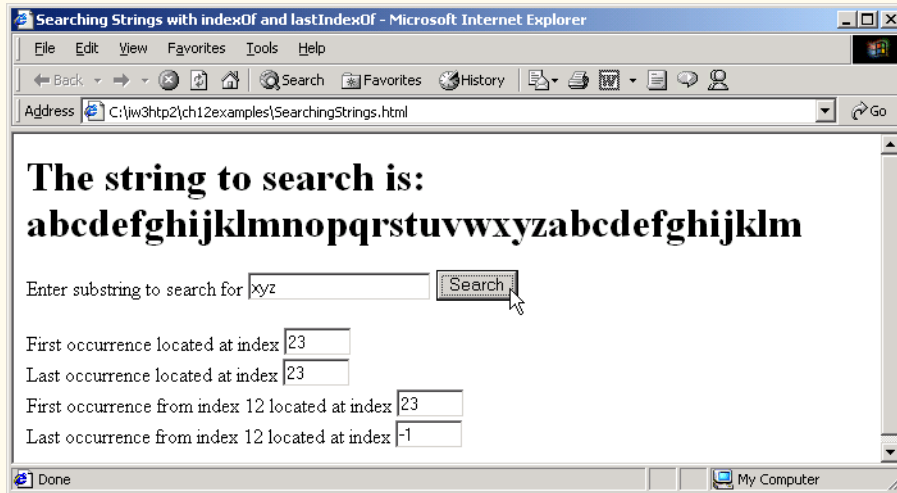 Searching Strings with indexOf and lastIndexOf - Microsoft Internet Explorer
File Edit View Favorites Tools Help
Back Search Favorites History
Address C:\iw3htp2\ch12examples\SearchingStrings.html Go
The string to search is:
abcdefghijklmnopqrstuvwxyzabcdefghijklm
Enter substring to search for xyz Search
First occurrence located at index 23
Last occurrence located at index 23
First occurrence from index 12 located at index 23
Last occurrence from index 12 located at index -1
Done My Computer